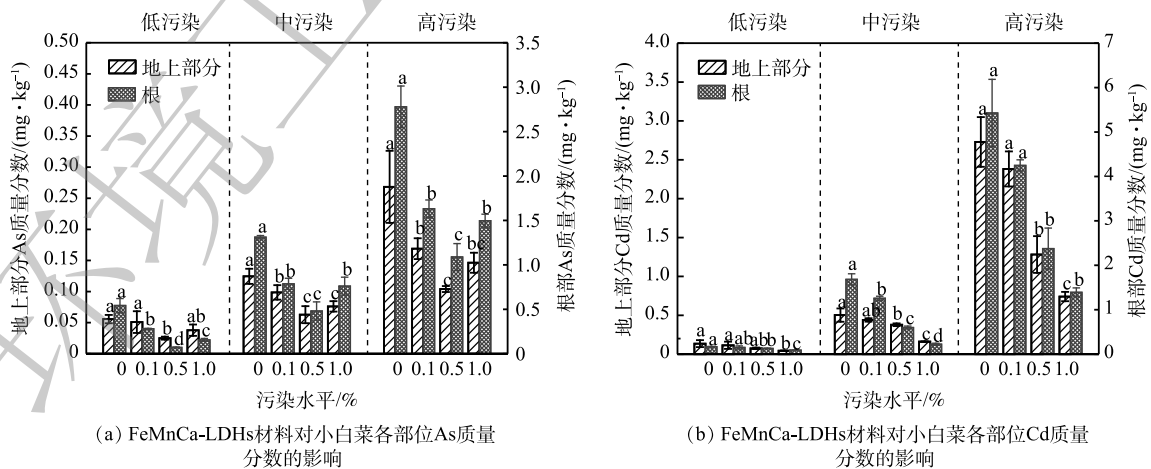 低污染 中污染 高污染
0.50
0.45
0.40
0.35
0.30
0.25
0.20
0.15
0.10
0.05
0
地上部分As质量分数/(mg·kg⁻¹)
地上部分
根
a a a b b d ab c
a a b b c c c b
a a b b c c bc b
3.5
3.0
2.5
2.0
1.5
1.0
0.5
0
根部As质量分数/(mg·kg⁻¹)
0 0.1 0.5 1.0 0 0.1 0.5 1.0 0 0.1 0.5 1.0
污染水平/%
(a) FeMnCa-LDHs材料对小白菜各部位As质量
分数的影响
低污染 中污染 高污染
4.0
3.5
3.0
2.5
2.0
1.5
1.0
0.5
0
地上部分Cd质量分数/(mg·kg⁻¹)
地上部分
根
a a a ab ab b b c
a a ab b b c c d
a a a a b b c b
7
6
5
4
3
2
1
0
根部Cd质量分数/(mg·kg⁻¹)
0 0.1 0.5 1.0 0 0.1 0.5 1.0 0 0.1 0.5 1.0
污染水平/%
(b) FeMnCa-LDHs材料对小白菜各部位Cd质量
分数的影响
环境工